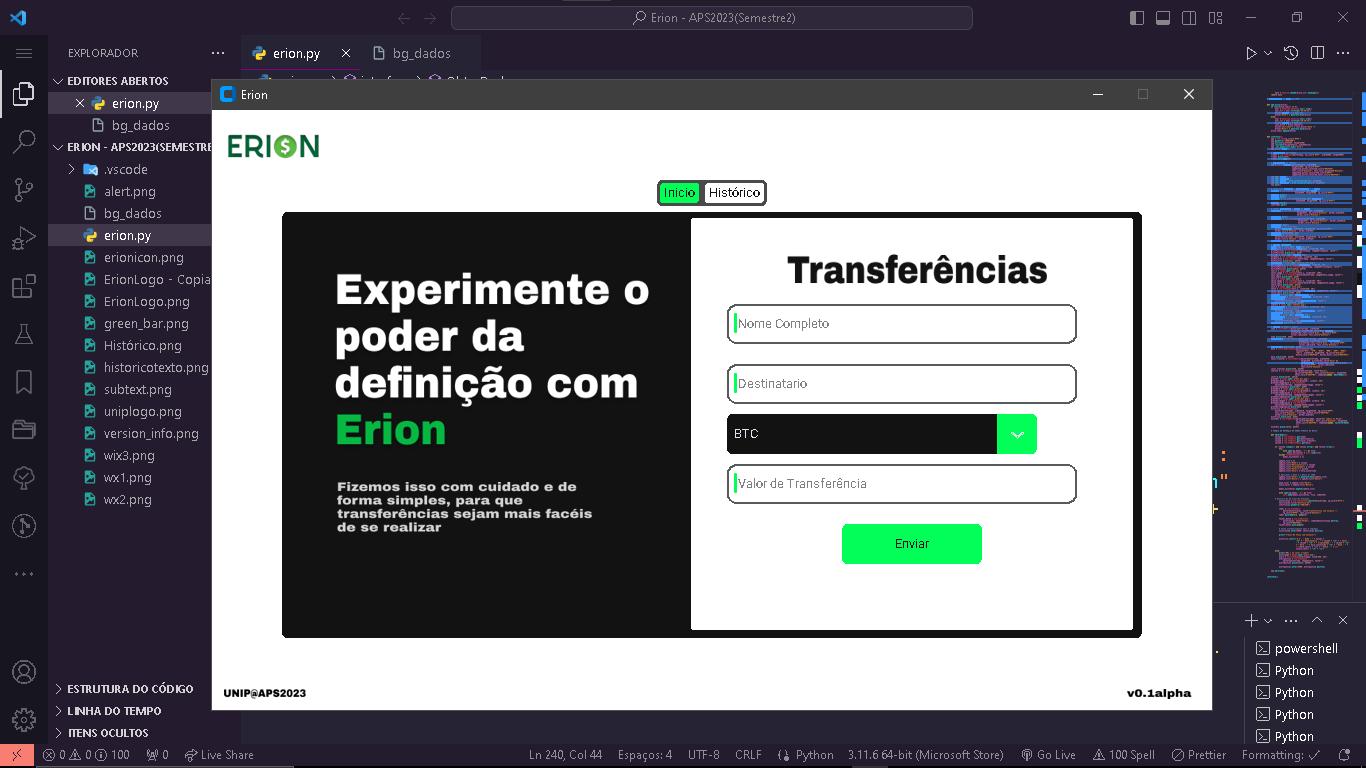 Erion - APS2023(Semestre2)
EXPLORADOR
erion.py
bg_dados
EDITORES ABERTOS
erion.py
bg_dados
ERION - APS2023(SEMESTRE
.vscode
alert.png
bg_dados
erion.py
erionicon.png
ErionLogo - Copia
ErionLogo.png
green_bar.png
Histórico.png
historicotexto.png
subtext.png
uniplogo.png
version_info.png
wix3.png
wx1.png
wx2.png
ESTRUTURA DO CÓDIGO
LINHA DO TEMPO
ITENS OCULTOS
Erion
ERI$N
Inicio
Histórico
Experimente o
poder da
definição com
Erion
Fizemos isso com cuidado e de
forma simples, para que
transferências sejam mais facéis
de se realizar
Transferências
Nome Completo
Destinatario
BTC
Valor de Transferência
Enviar
UNIP@APS2023
v0.1alpha
powershell
Python
Python
Python
Python
0 0 100
0
Live Share
Ln 240, Col 44
Espaços: 4
UTF-8
CRLF
Python
3.11.6 64-bit (Microsoft Store)
Go Live
100 Spell
Prettier
Formatting: